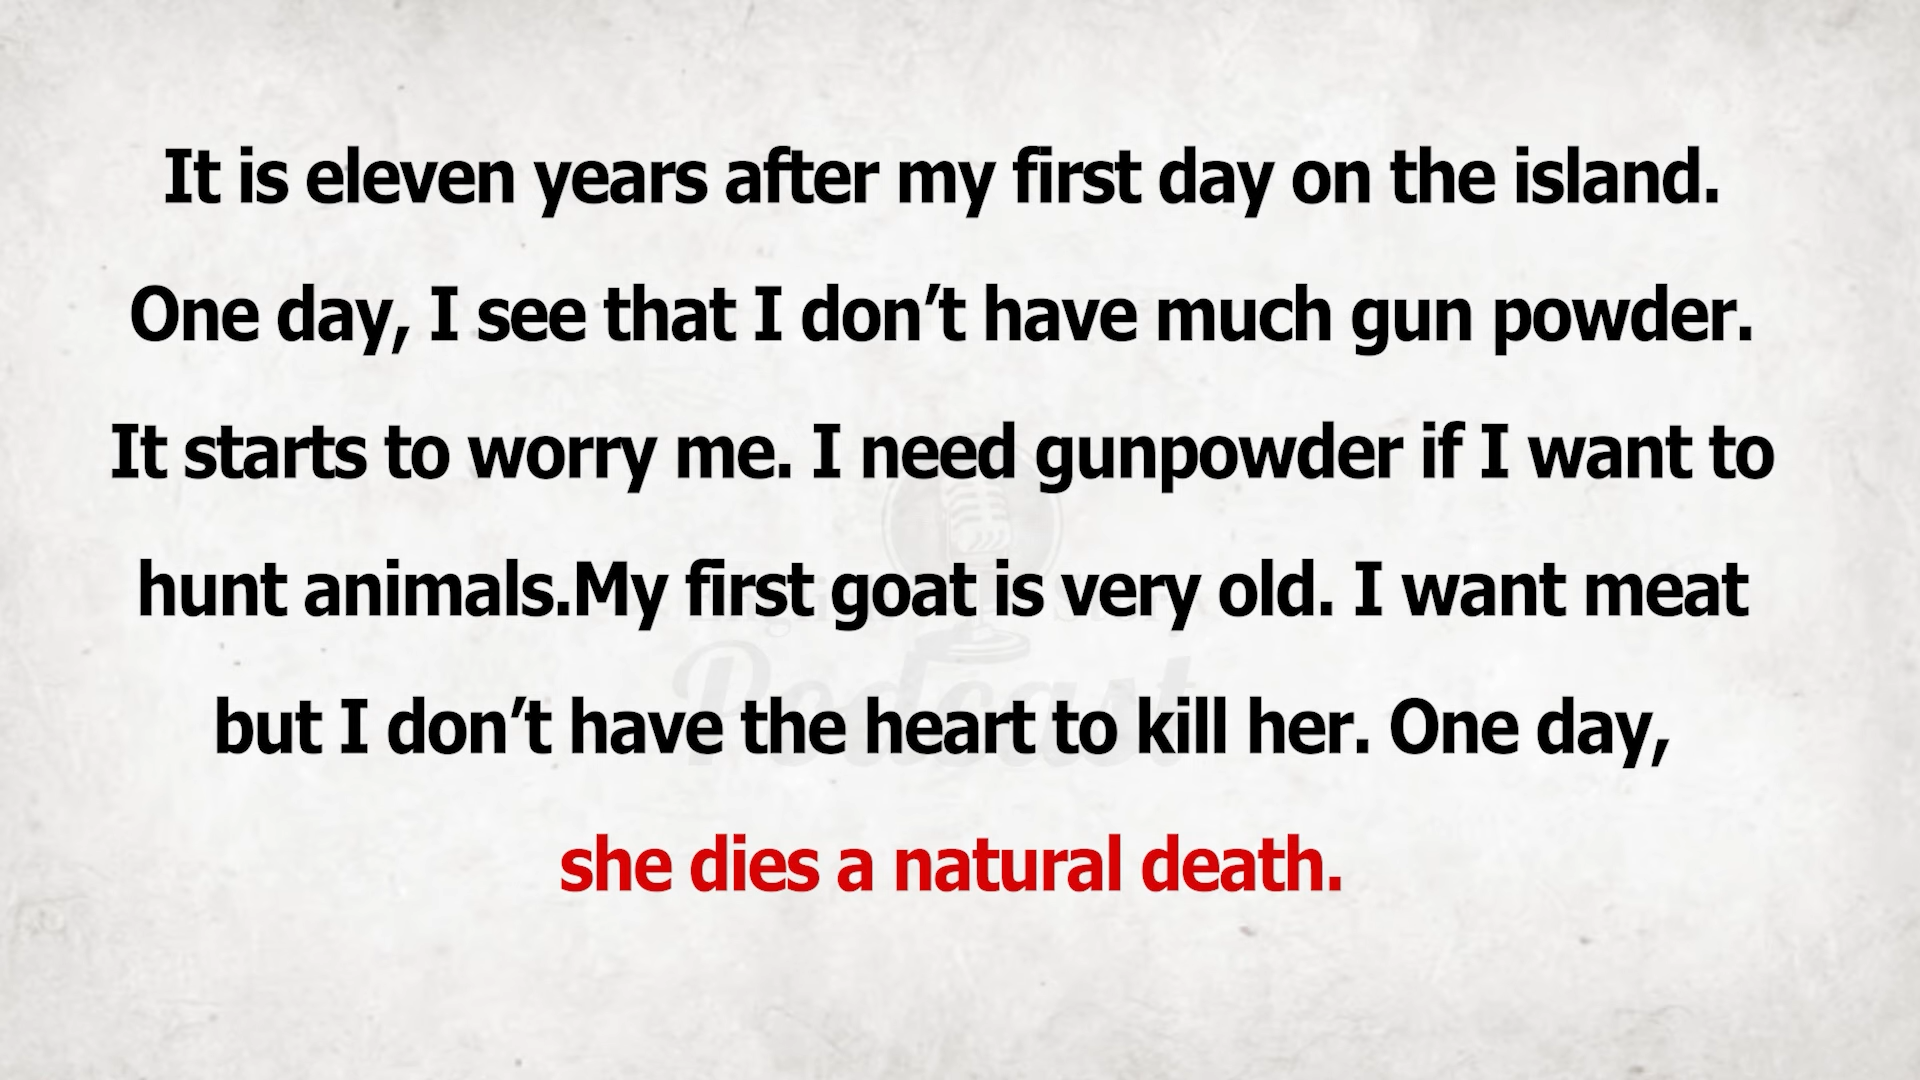 It is eleven years after my first day on the island.
One day, I see that I don’t have much gun powder.
It starts to worry me. I need gunpowder if I want to
hunt animals.My first goat is very old. I want meat
but I don’t have the heart to kill her. One day,
she dies a natural death.
Podcast